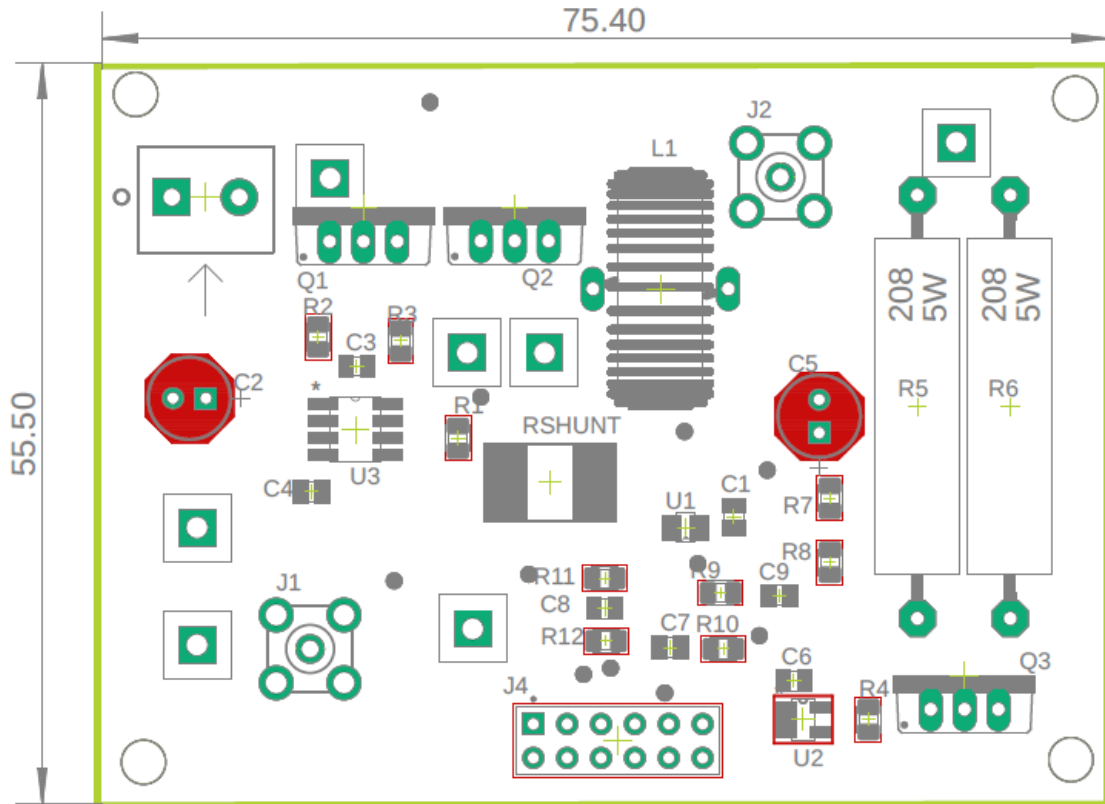 75.40
55.50
J2
L1
Q1
Q2
R2
R3
C3
C2
*
R1
U3
C4
RSHUNT
C5
208
5W
208
5W
R5
R6
C1
U1
R7
R8
R11
R9
C9
C8
R12
C7
R10
J1
C6
J4
Q3
R4
U2